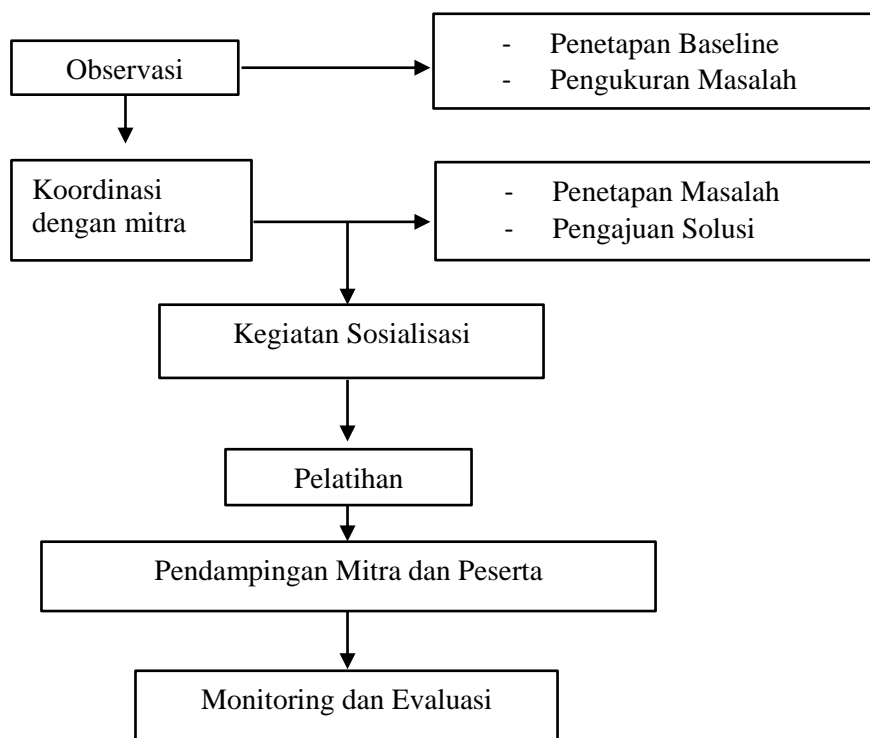 Observasi
- Penetapan Baseline
- Pengukuran Masalah
Koordinasi
dengan mitra
- Penetapan Masalah
- Pengajuan Solusi
Kegiatan Sosialisasi
Pelatihan
Pendampingan Mitra dan Peserta
Monitoring dan Evaluasi